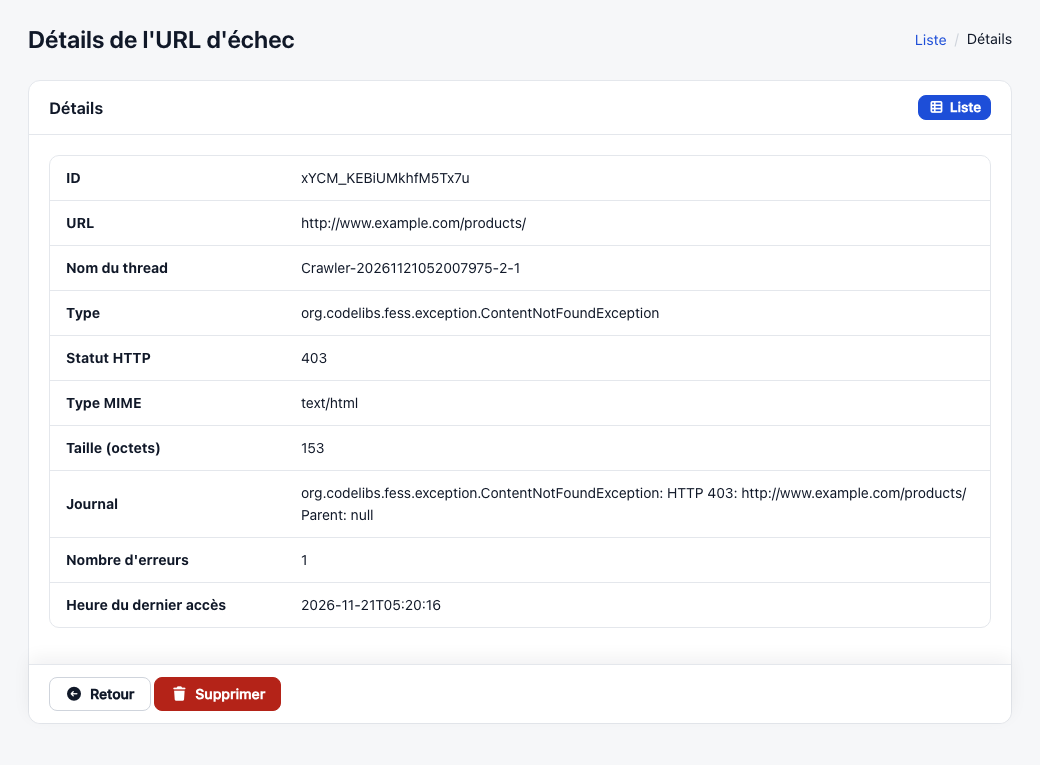 Détails de l'URL d'échec
Liste / Détails
Détails
Liste
ID xYCM_KEBiUMkhfM5Tx7u
URL http://www.example.com/products/
Nom du thread Crawler-20261121052007975-2-1
Type org.codelibs.fess.exception.ContentNotFoundException
Statut HTTP 403
Type MIME text/html
Taille (octets) 153
Journal org.codelibs.fess.exception.ContentNotFoundException: HTTP 403: http://www.example.com/products/
Parent: null
Nombre d'erreurs 1
Heure du dernier accès 2026-11-21T05:20:16
Retour Supprimer